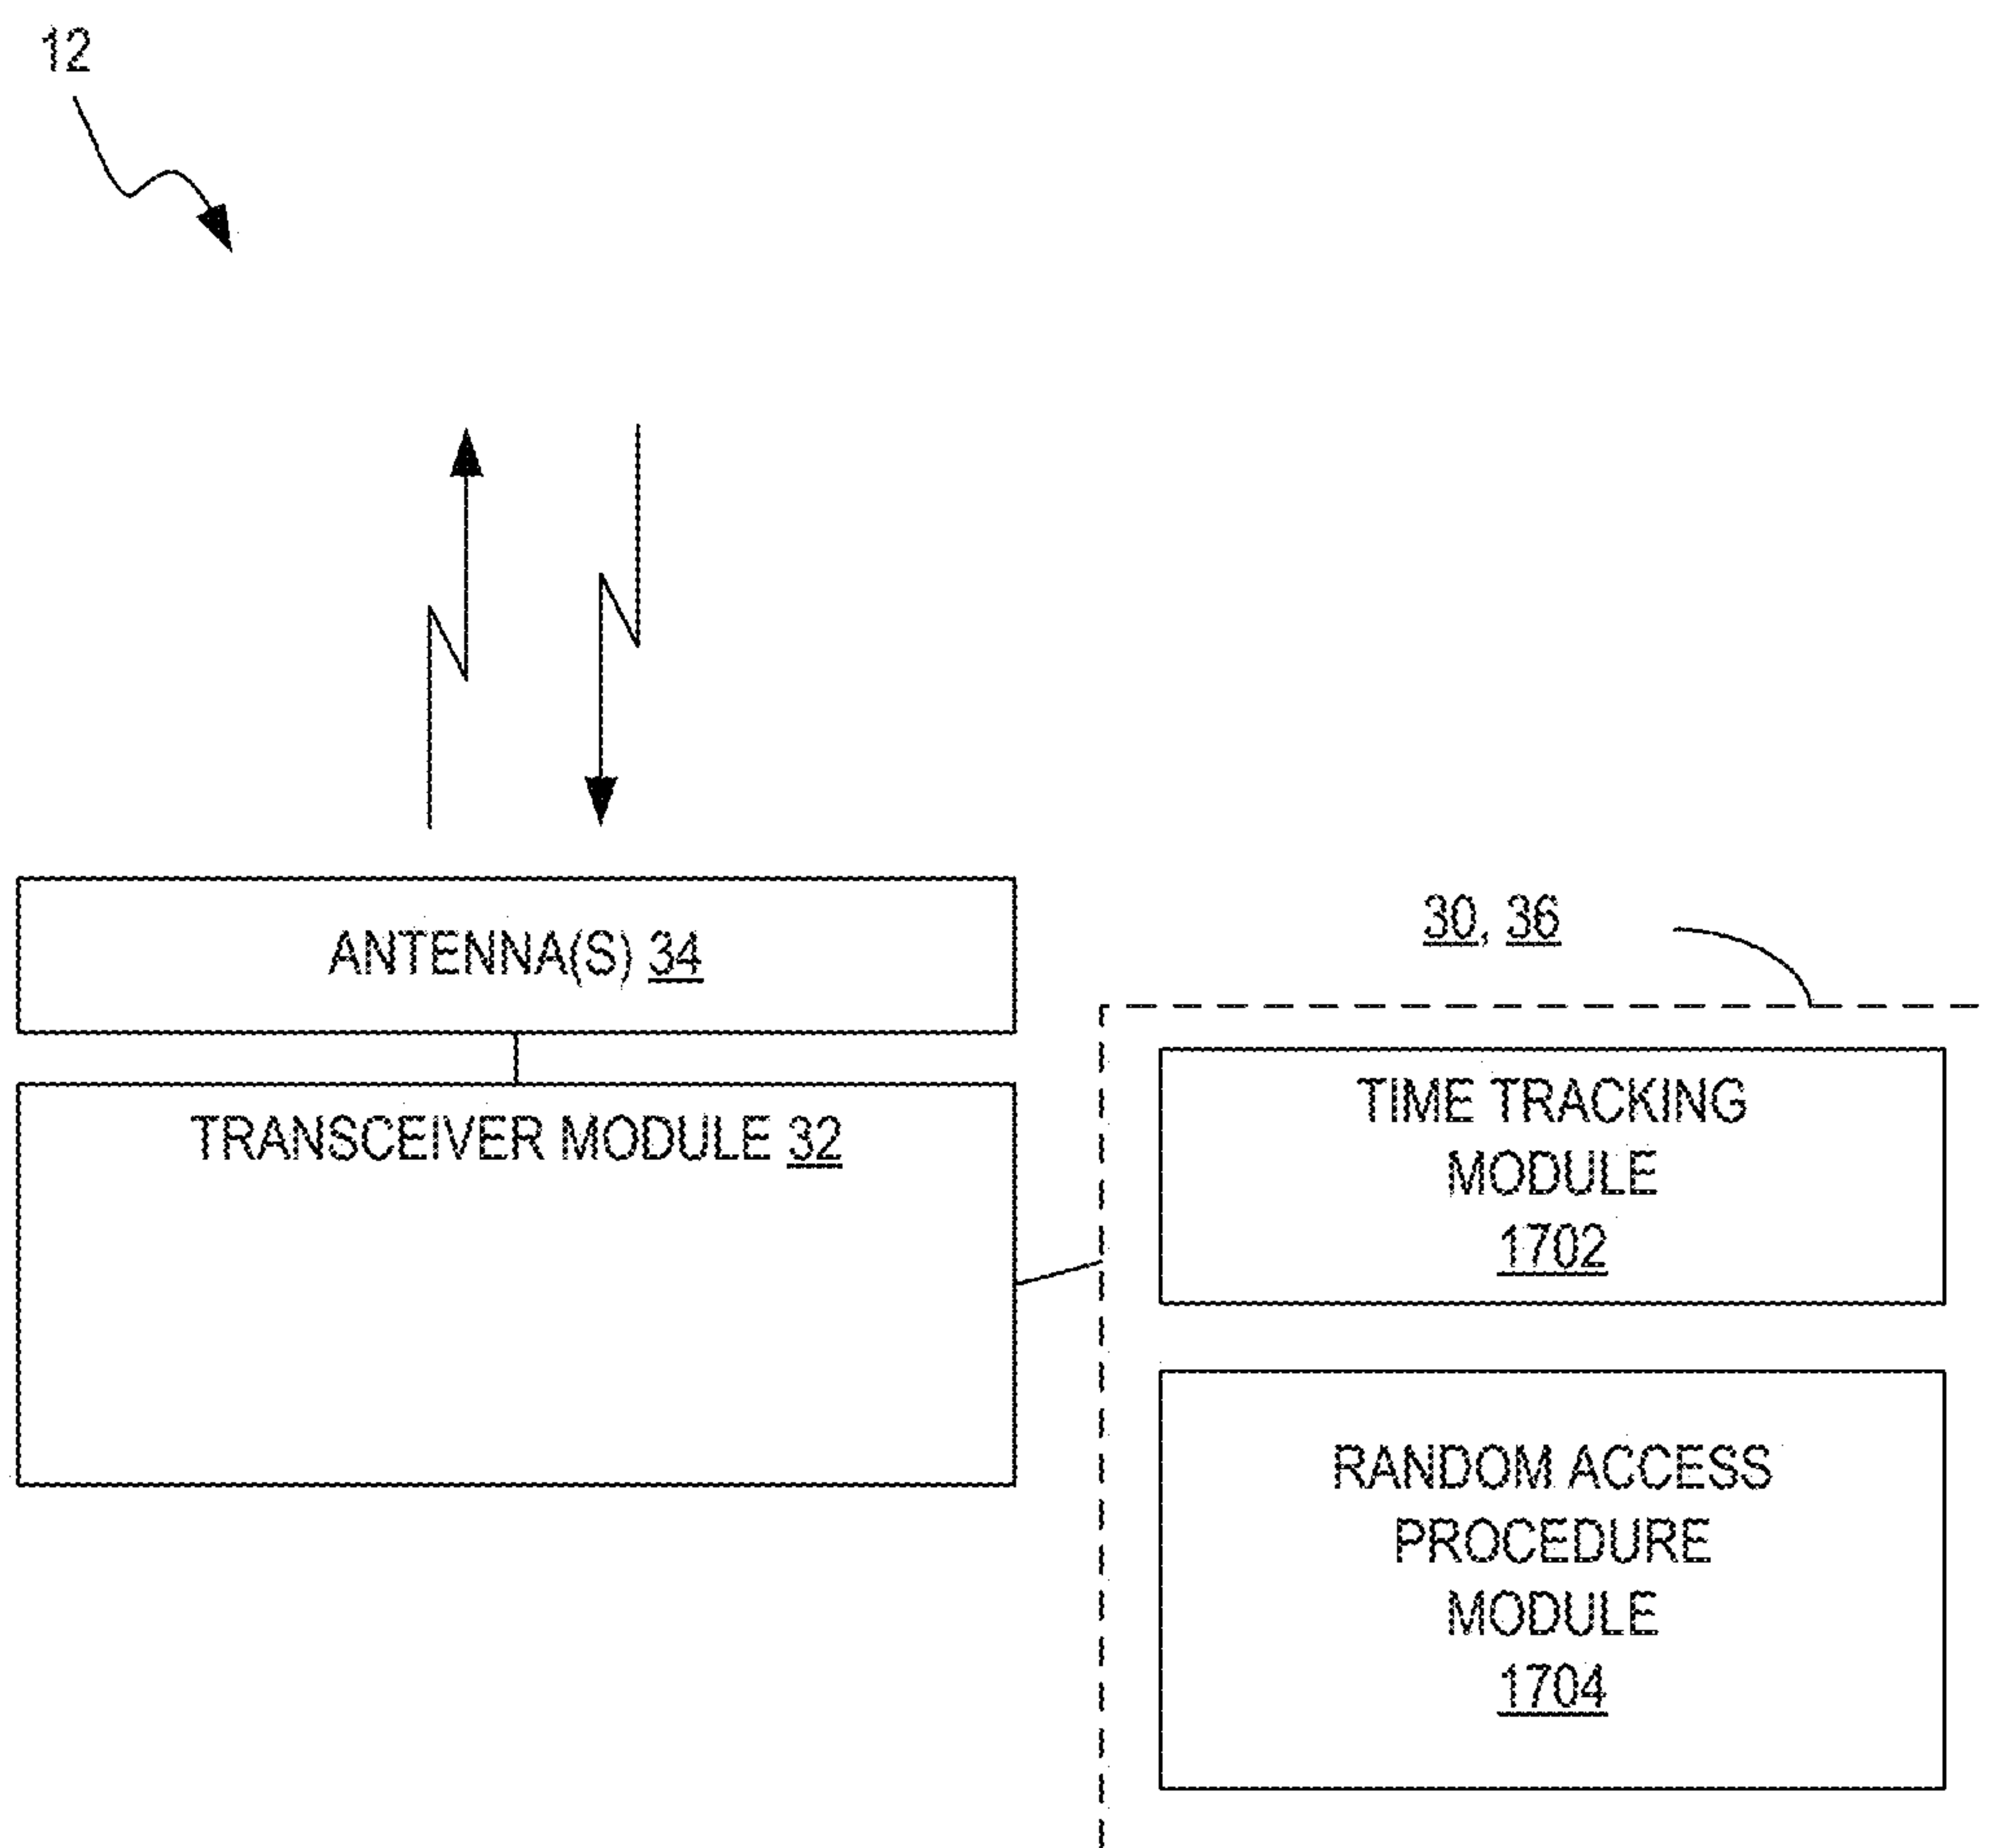 12
ANTENNA(S) 34
30, 36
TRANSCEIVER MODULE 32
TIME TRACKING
MODULE
1702
RANDOM ACCESS
PROCEDURE
MODULE
1704